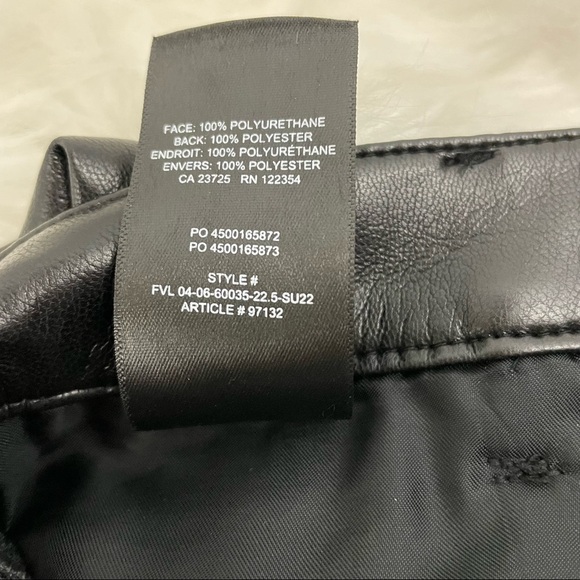 FACE: 100% POLYURETHANE
BACK: 100% POLYESTER
ENDROIT: 100% POLYURÉTHANE
ENVERS: 100% POLYESTER
CA 23725 RN 122354
PO 4500165872
PO 4500165873
STYLE #
FVL 04-06-60035-22.5-SU22
ARTICLE # 97132